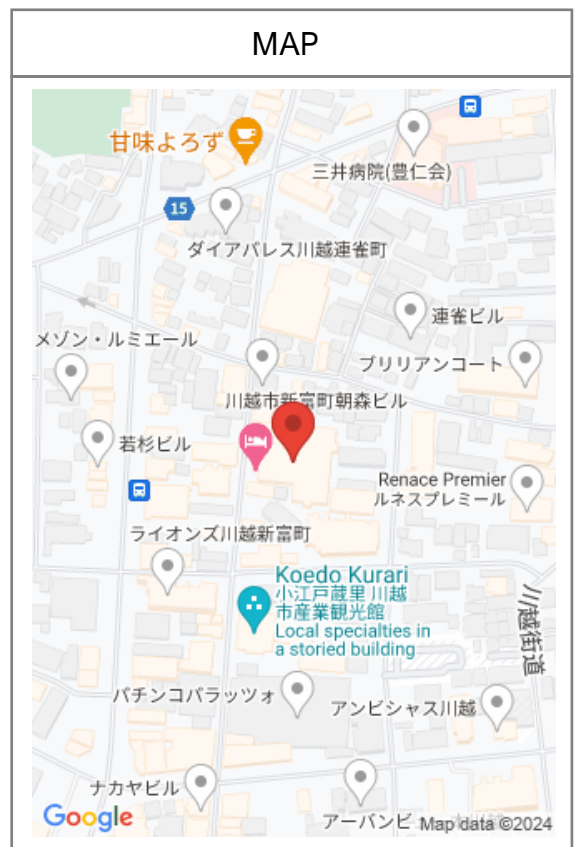 MAP
甘味よろず
三井病院(豊仁会)
15
ダイアパレス川越連雀町
連雀ビル
メゾン・ルミエール
ブリリアンコート
川越市新富町朝森ビル
若杉ビル
Renace Premier
ルネスプレミール
ライオンズ川越新富町
Koedo Kurari
小江戸蔵里 川越
市産業観光館
Local specialties in
a storied building
川越街道
パチンコパラッツォ
アンビシャス川越
ナカヤビル
アーバンビ
Google
Map data ©2024